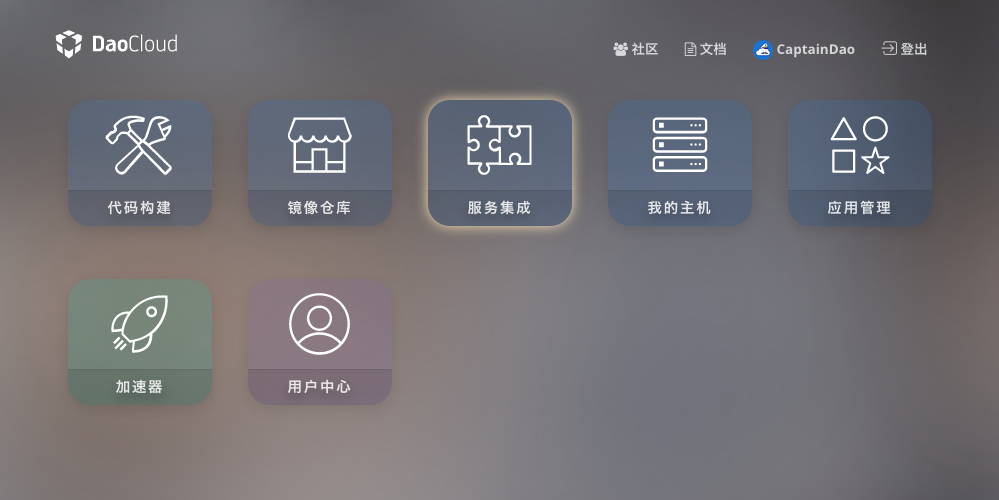 DaoCloud
社区 文档 CaptainDao 登出
代码构建 镜像仓库 服务集成 我的主机 应用管理
加速器 用户中心